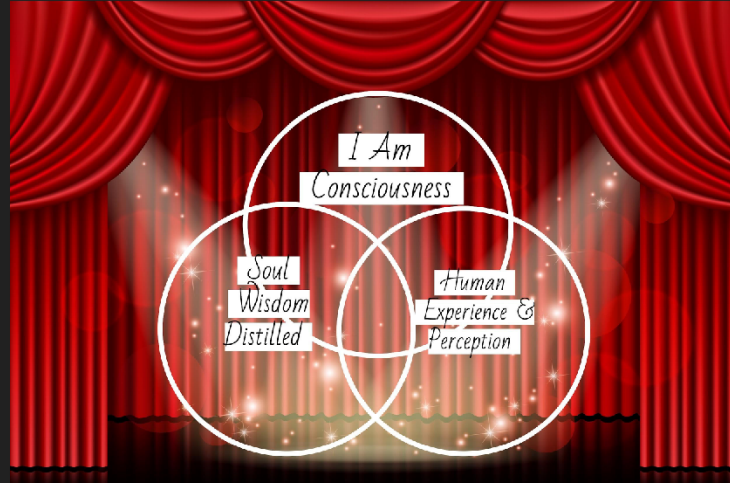 I Am
Consciousness
Soul
Wisdom
Distilled
Human
Experience &
Perception